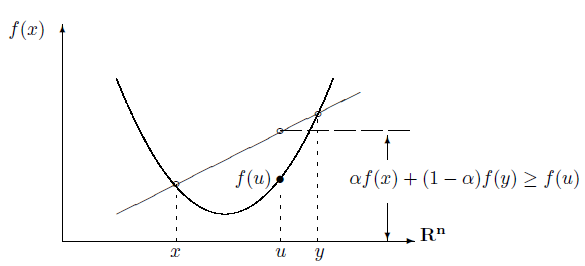 f(x)
f(u)
αf(x) + (1 − α)f(y) ≥ f(u)
Rⁿ
x u y